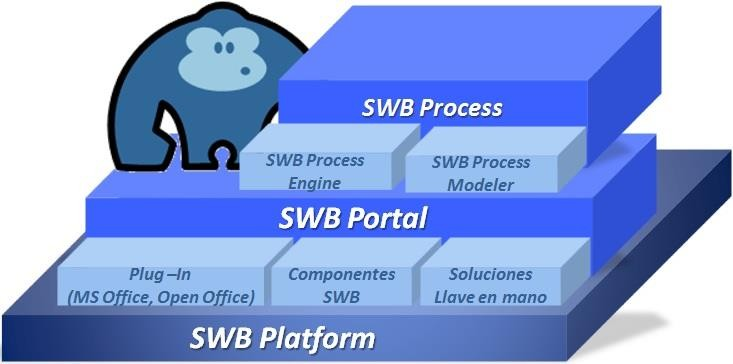 SWB Process
SWB Process
Engine
SWB Process
Modeler
SWB Portal
Plug –In
(MS Office, Open Office)
Componentes
SWB
Soluciones
Llave en mano
SWB Platform